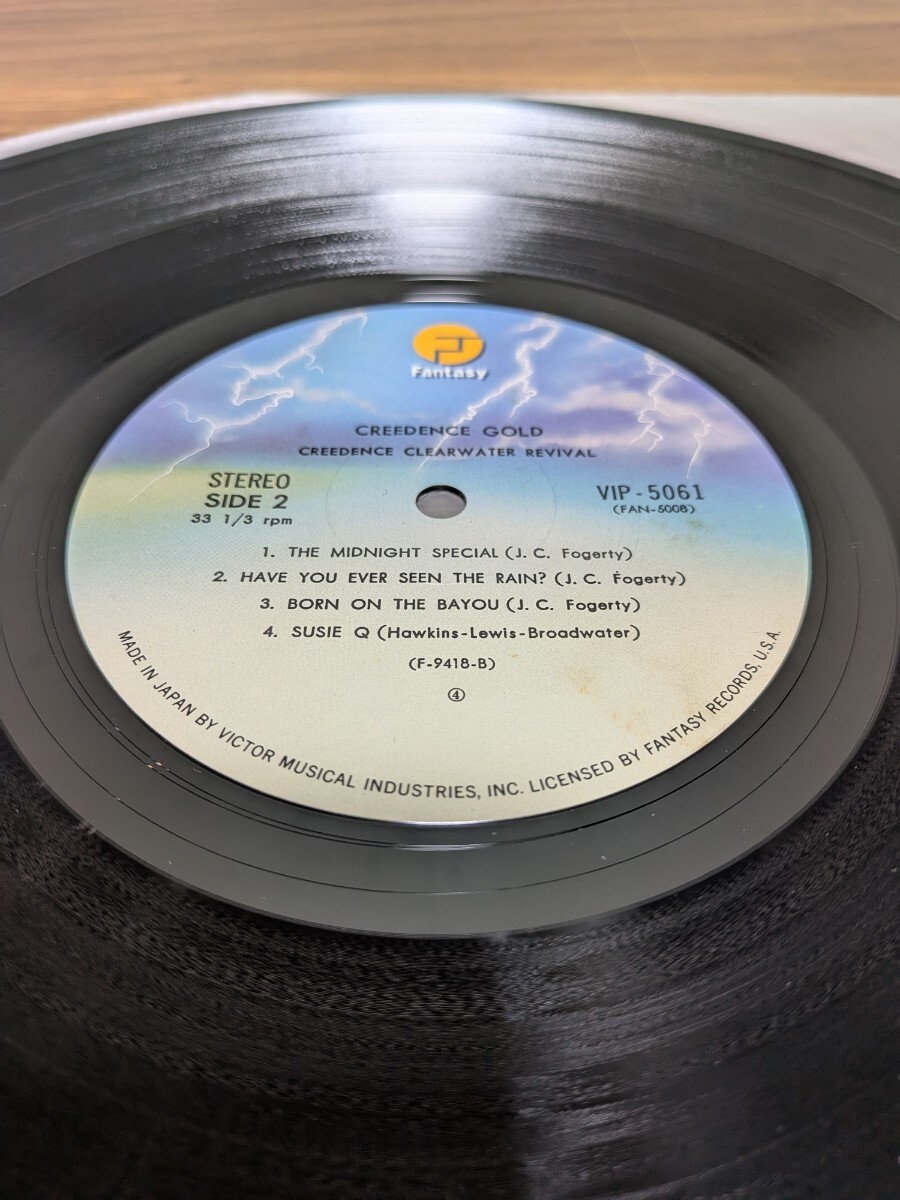 Fantasy
CREEDENCE GOLD
CREEDENCE CLEARWATER REVIVAL
STEREO
SIDE 2
33 1/3 rpm
VIP-5061
(FAN-5008)
1. THE MIDNIGHT SPECIAL (J. C. Fogerty)
2. HAVE YOU EVER SEEN THE RAIN? (J. C. Fogerty)
3. BORN ON THE BAYOU (J. C. Fogerty)
4. SUSIE Q (Hawkins-Lewis-Broadwater)
(F-9418-B)
④
MADE IN JAPAN BY VICTOR MUSICAL INDUSTRIES, INC. LICENSED BY FANTASY RECORDS, U.S.A.